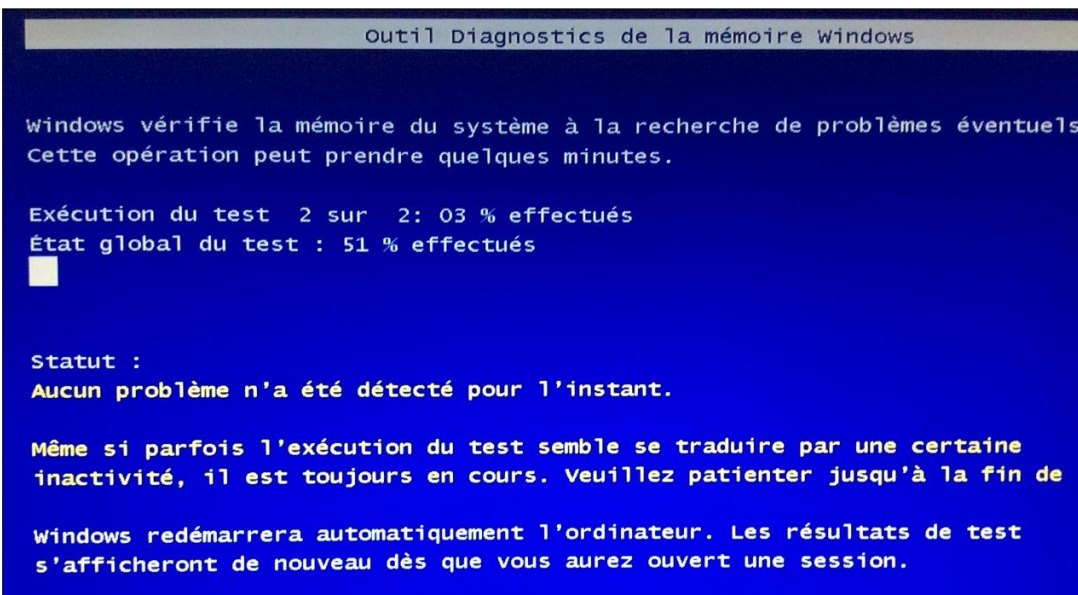 Outil Diagnostics de la mémoire Windows
Windows vérifie la mémoire du système à la recherche de problèmes éventuels
Cette opération peut prendre quelques minutes.
Exécution du test 2 sur 2: 03 % effectués
État global du test : 51 % effectués
Statut :
Aucun problème n'a été détecté pour l'instant.
Même si parfois l'exécution du test semble se traduire par une certaine
inactivité, il est toujours en cours. Veuillez patienter jusqu'à la fin de
Windows redémarrera automatiquement l'ordinateur. Les résultats de test
s'afficheront de nouveau dès que vous aurez ouvert une session.